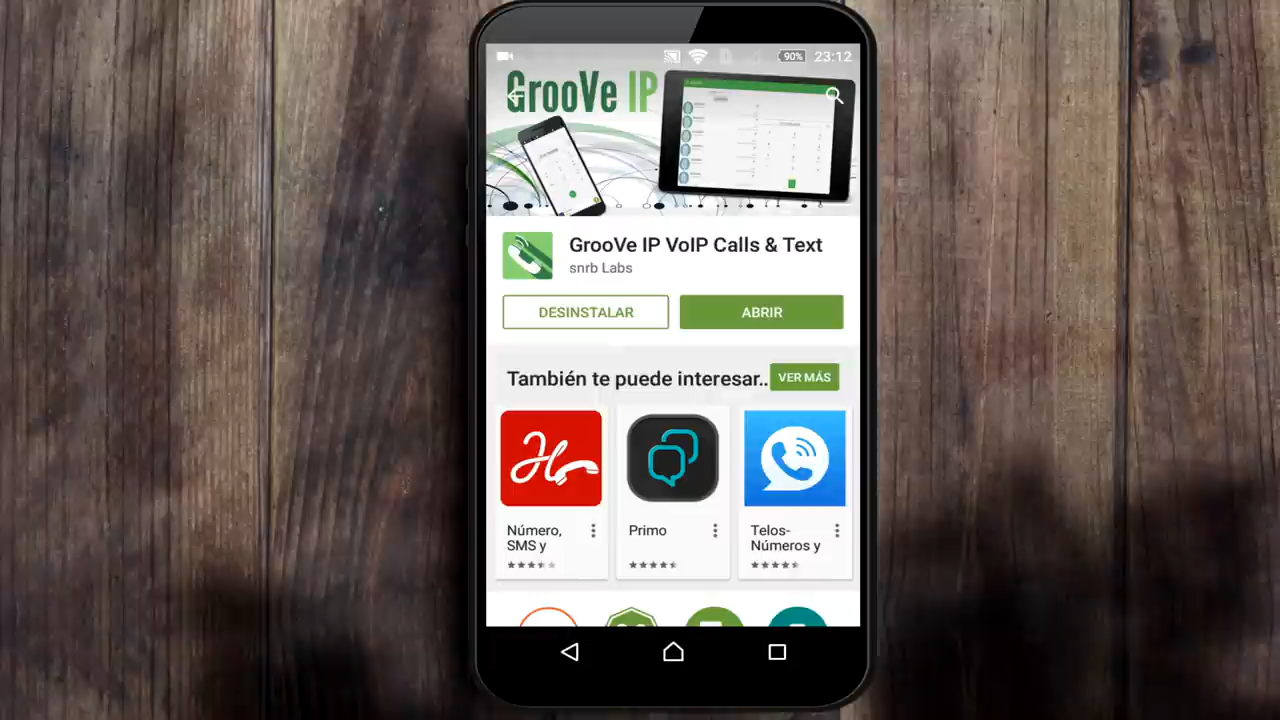 90% 23:12
GrooVe IP
GrooVe IP VoIP Calls & Text
snrb Labs
DESINSTALAR
ABRIR
También te puede interesar..
VER MÁS
Número,
SMS y
Primo
Telos-
Números y